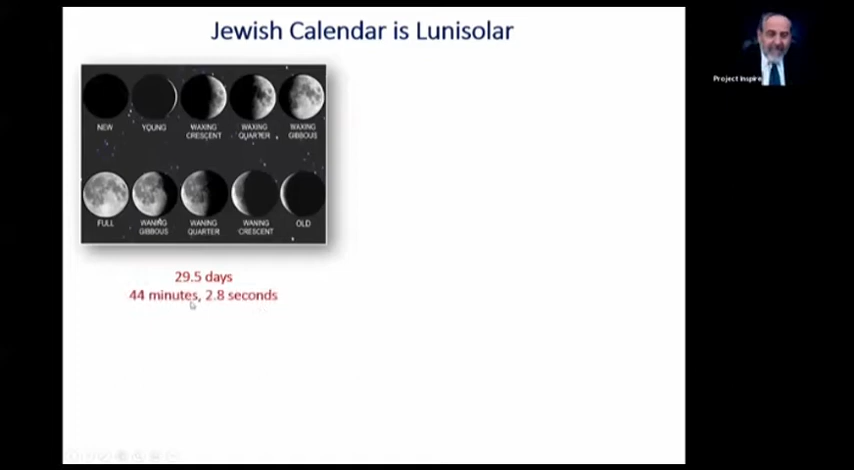 Jewish Calendar is Lunisolar
NEW
YOUNG
WAXING
CRESCENT
WAXING
QUARTER
WAXING
GIBBOUS
FULL
WANING
GIBBOUS
WANING
QUARTER
WANING
CRESCENT
OLD
29.5 days
44 minutes, 2.8 seconds
Project Inspire